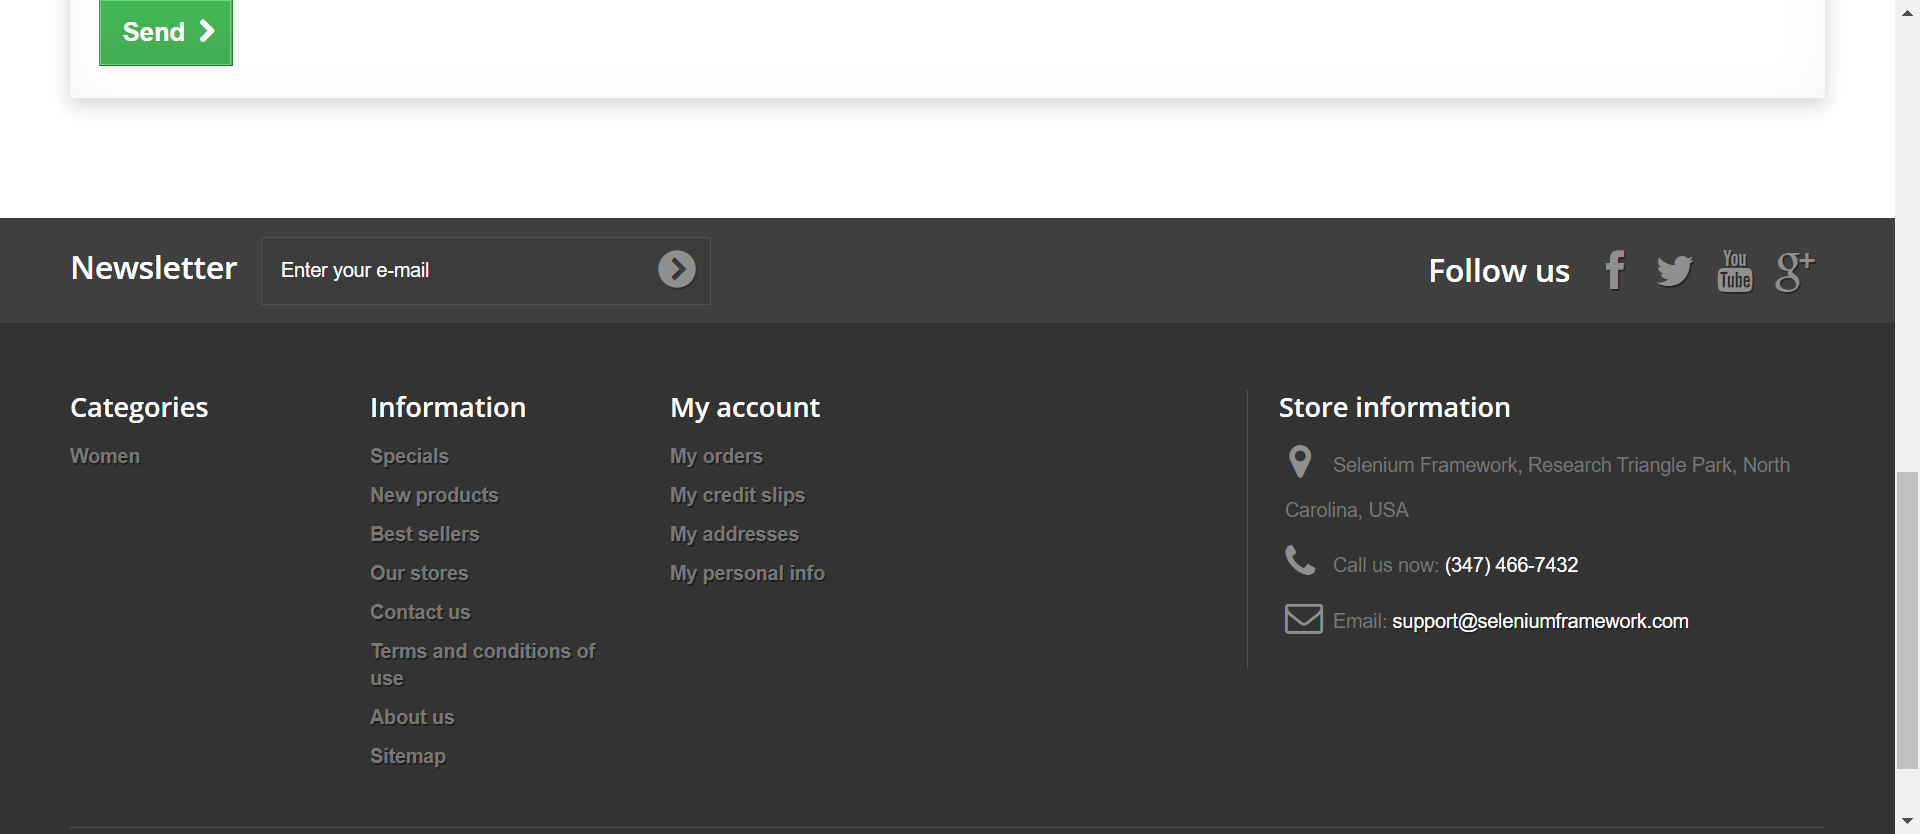 Send
Newsletter
Enter your e-mail
Follow us
You
Tube
g+
Categories
Women
Information
Specials
New products
Best sellers
Our stores
Contact us
Terms and conditions of
use
About us
Sitemap
My account
My orders
My credit slips
My addresses
My personal info
Store information
Selenium Framework, Research Triangle Park, North
Carolina, USA
Call us now: (347) 466-7432
Email: support@seleniumframework.com